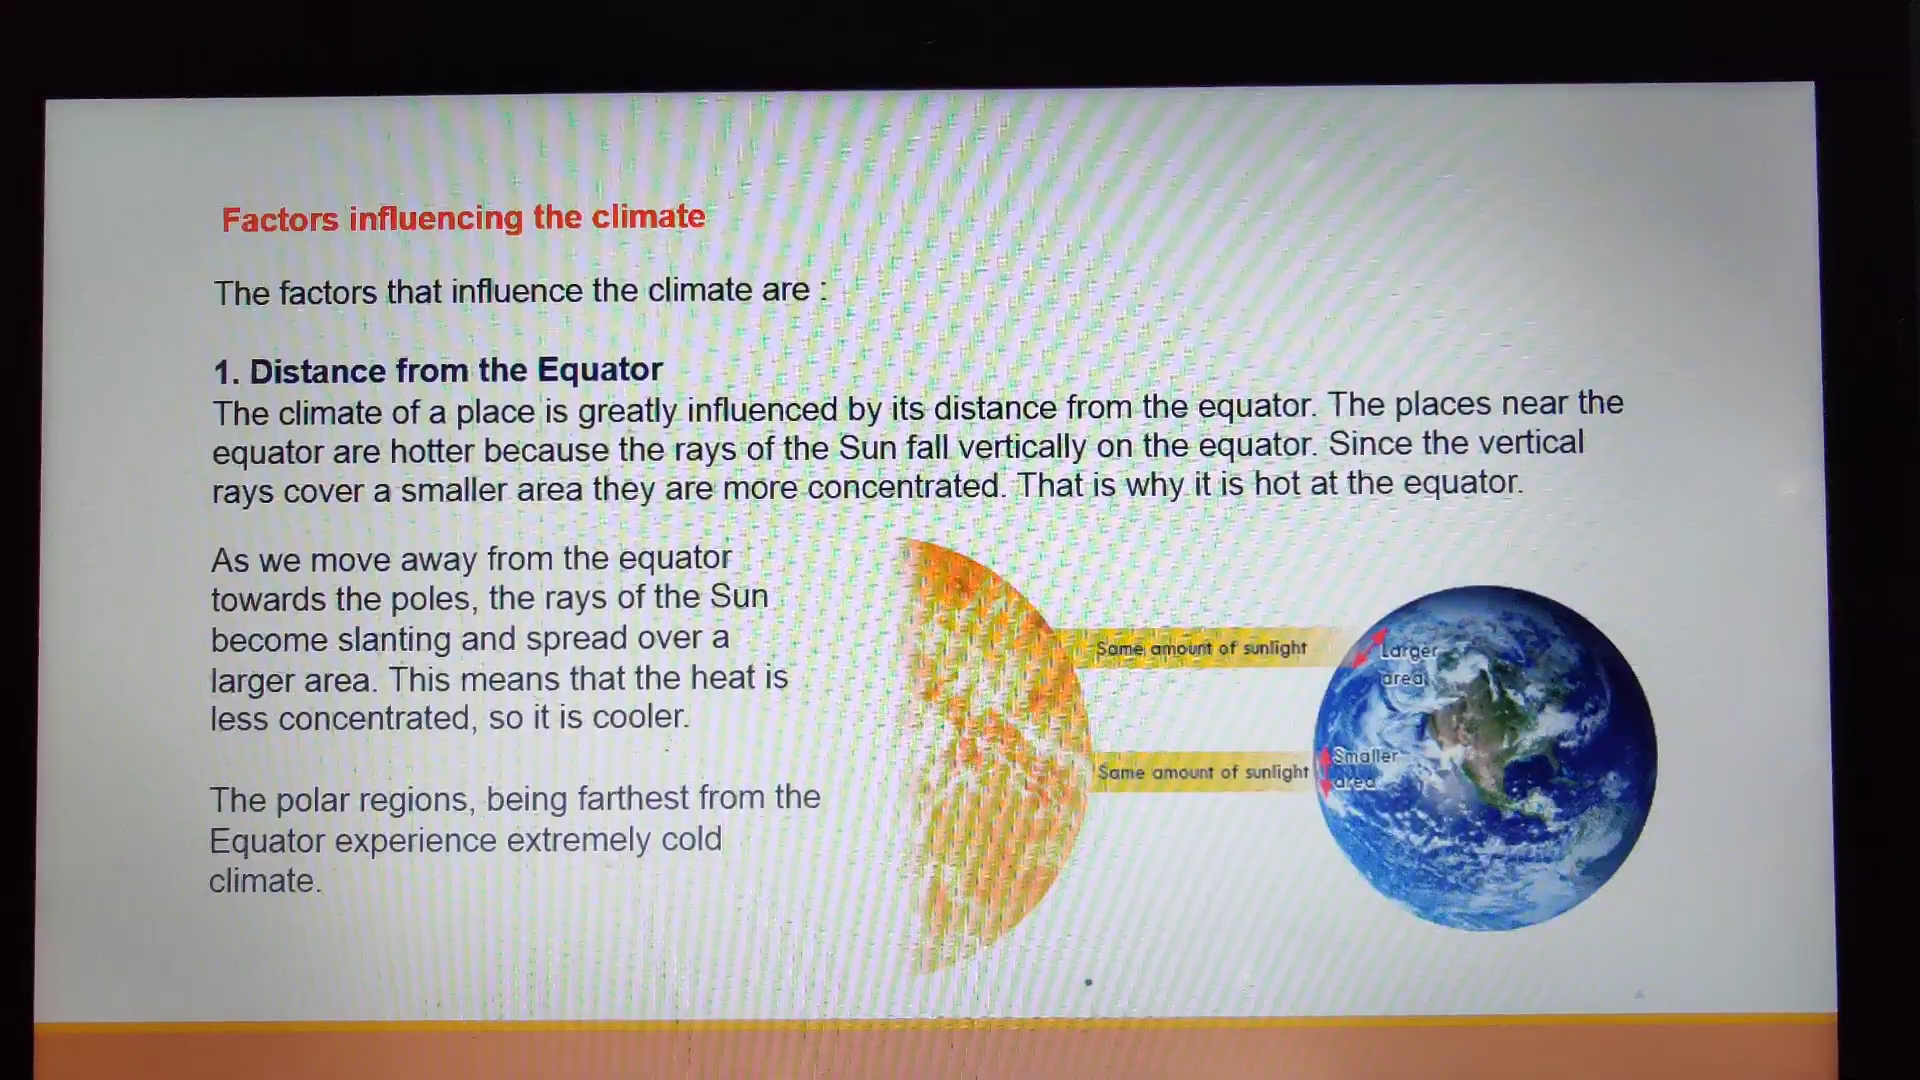 Factors influencing the climate
The factors that influence the climate are :
1. Distance from the Equator
The climate of a place is greatly influenced by its distance from the equator. The places near the
equator are hotter because the rays of the Sun fall vertically on the equator. Since the vertical
rays cover a smaller area they are more concentrated. That is why it is hot at the equator.
As we move away from the equator
towards the poles, the rays of the Sun
become slanting and spread over a
larger area. This means that the heat is
less concentrated, so it is cooler.
The polar regions, being farthest from the
Equator experience extremely cold
climate.
Same amount of sunlight
Larger
area
Same amount of sunlight
Smaller
area